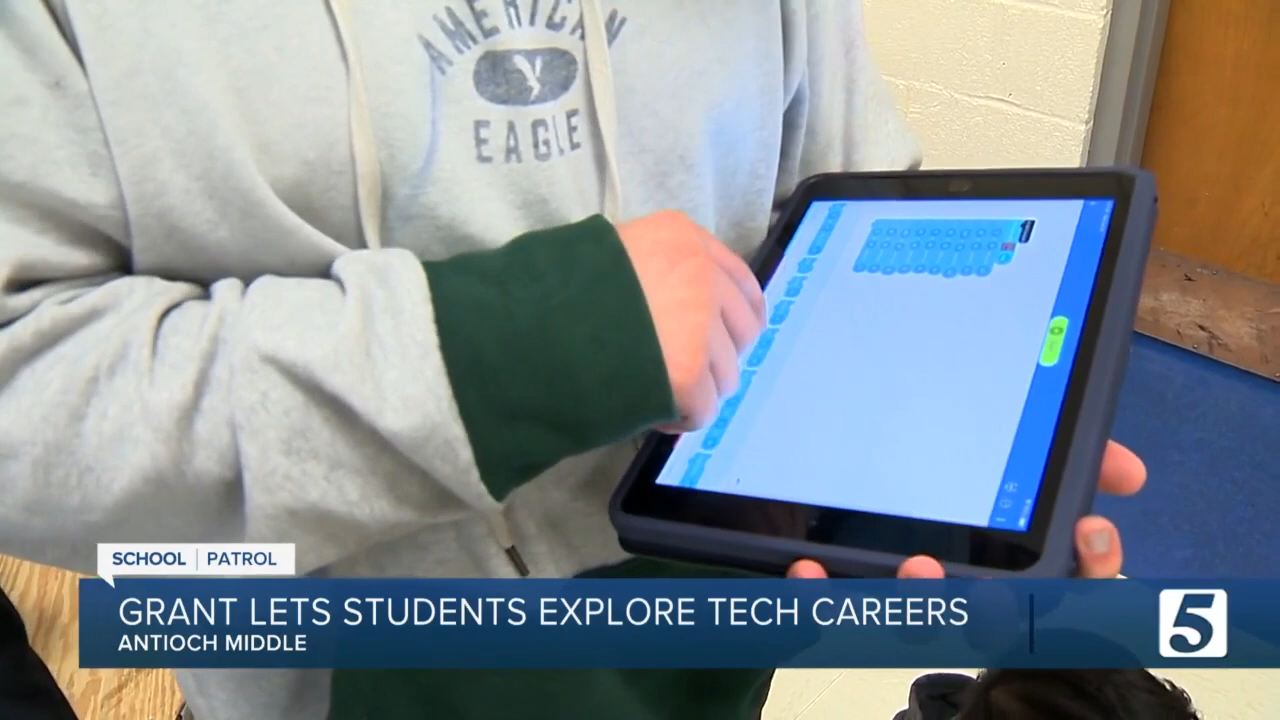 AMERICAN
EAGLE
SCHOOL | PATROL
GRANT LETS STUDENTS EXPLORE TECH CAREERS
ANTIOCH MIDDLE
5